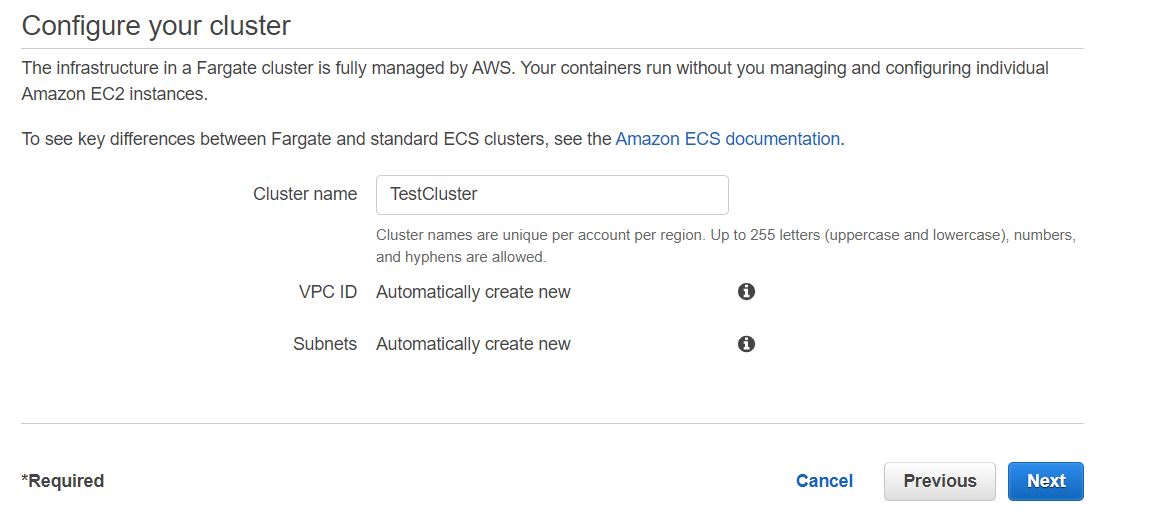 Configure your cluster
The infrastructure in a Fargate cluster is fully managed by AWS. Your containers run without you managing and configuring individual
Amazon EC2 instances.
To see key differences between Fargate and standard ECS clusters, see the Amazon ECS documentation.
Cluster name TestCluster
Cluster names are unique per account per region. Up to 255 letters (uppercase and lowercase), numbers,
and hyphens are allowed.
VPC ID Automatically create new
Subnets Automatically create new
*Required Cancel Previous Next